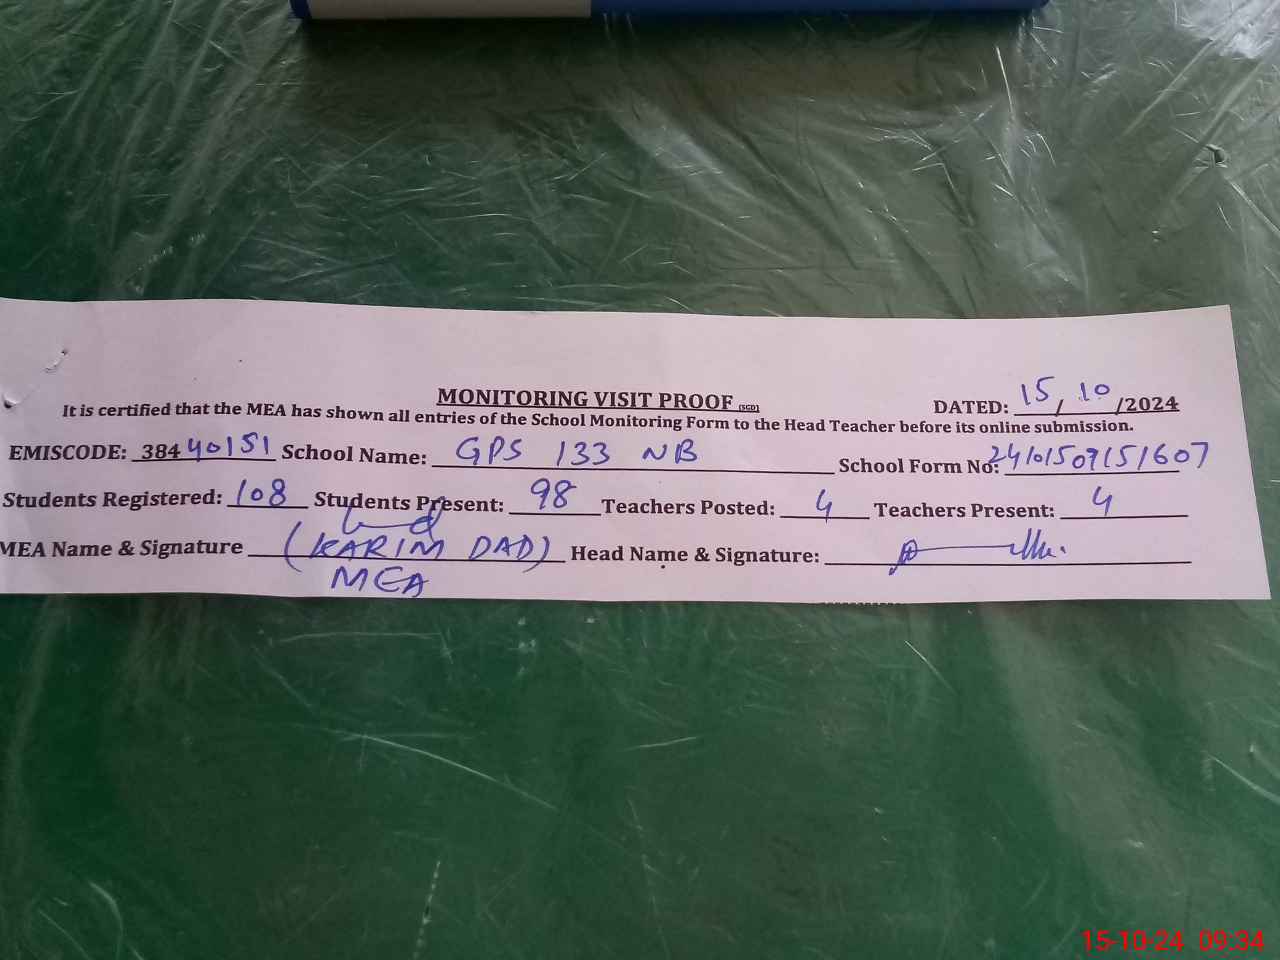 MONITORING VISIT PROOF (SGD)
DATED: 15/10/2024
It is certified that the MEA has shown all entries of the School Monitoring Form to the Head Teacher before its online submission.
EMISCODE: 38440151 School Name: GPS 133 NB School Form No: 24101509151607
Students Registered: 108 Students Present: 98 Teachers Posted: 4 Teachers Present: 4
MEA Name & Signature (KARIM DAD) Head Name & Signature:
MEA
15-10-24 09:34